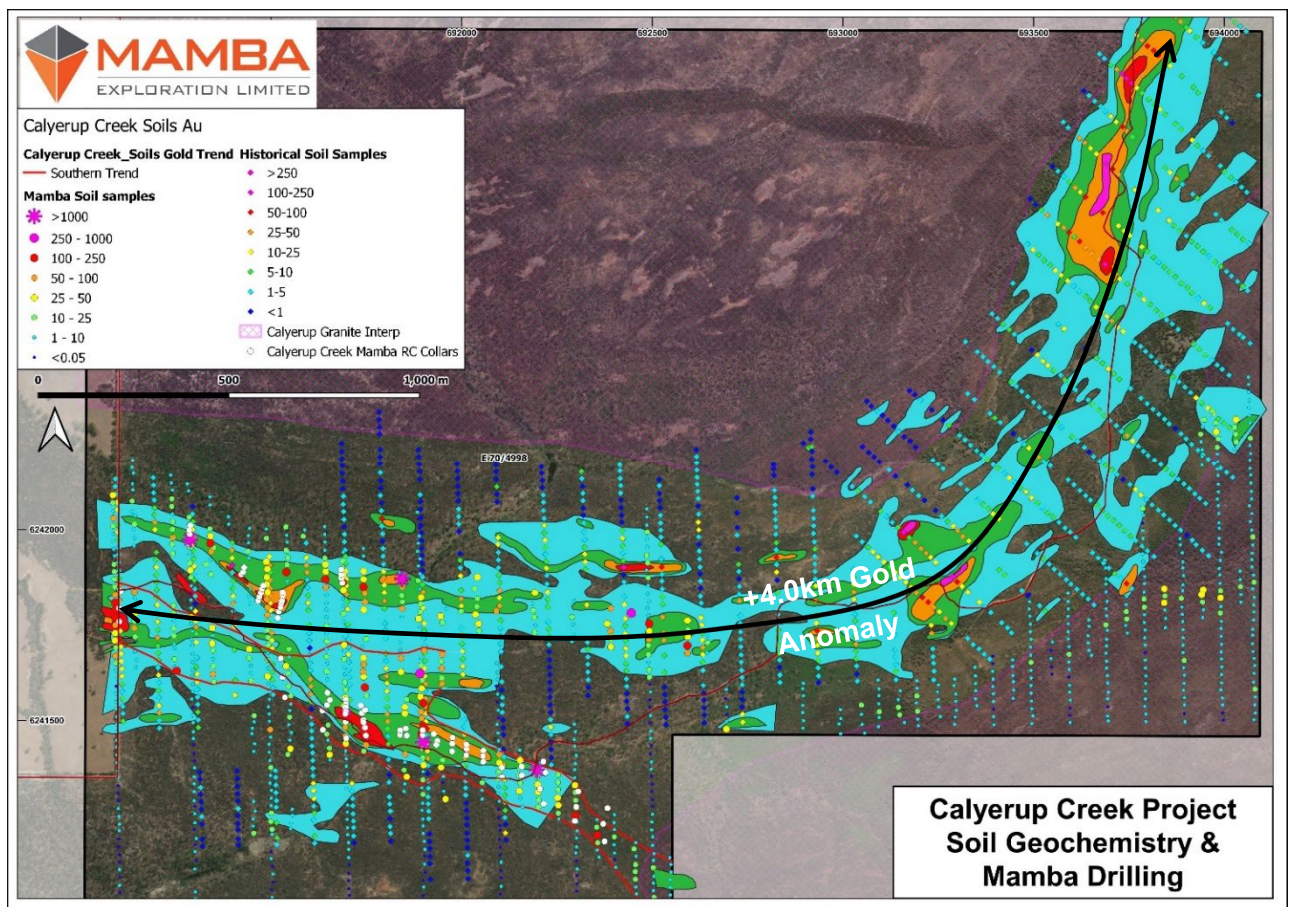 692000
692500
693000
693500
694000
MAMBA
EXPLORATION LIMITED
Calyerup Creek Soils Au
Calyerup Creek_Soils Gold Trend
Southern Trend
Mamba Soil samples
>1000
250 - 1000
100 - 250
50 - 100
25 - 50
10 - 25
1 - 10
<0.05
Historical Soil Samples
>250
100-250
50-100
25-50
10-25
5-10
1-5
<1
Calyerup Granite Interp
Calyerup Creek Mamba RC Collars
0 500 1,000 m
E 70/4998
6242000
+4.0km Gold
Anomaly
6241500
Calyerup Creek Project
Soil Geochemistry &
Mamba Drilling